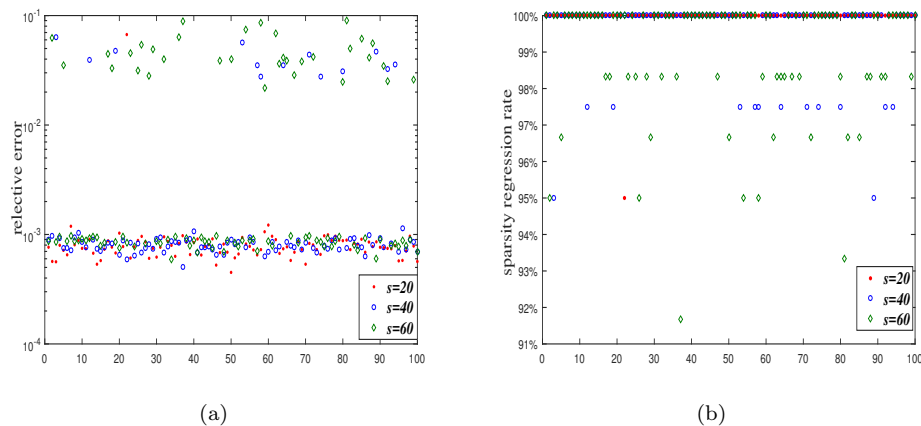 10^-1
10^-2
10^-3
10^-4
relective error
0 10 20 30 40 50 60 70 80 90 100
s=20
s=40
s=60
(a)
100%
99%
98%
97%
96%
95%
94%
93%
92%
91%
sparsity regression rate
0 10 20 30 40 50 60 70 80 90 100
s=20
s=40
s=60
(b)